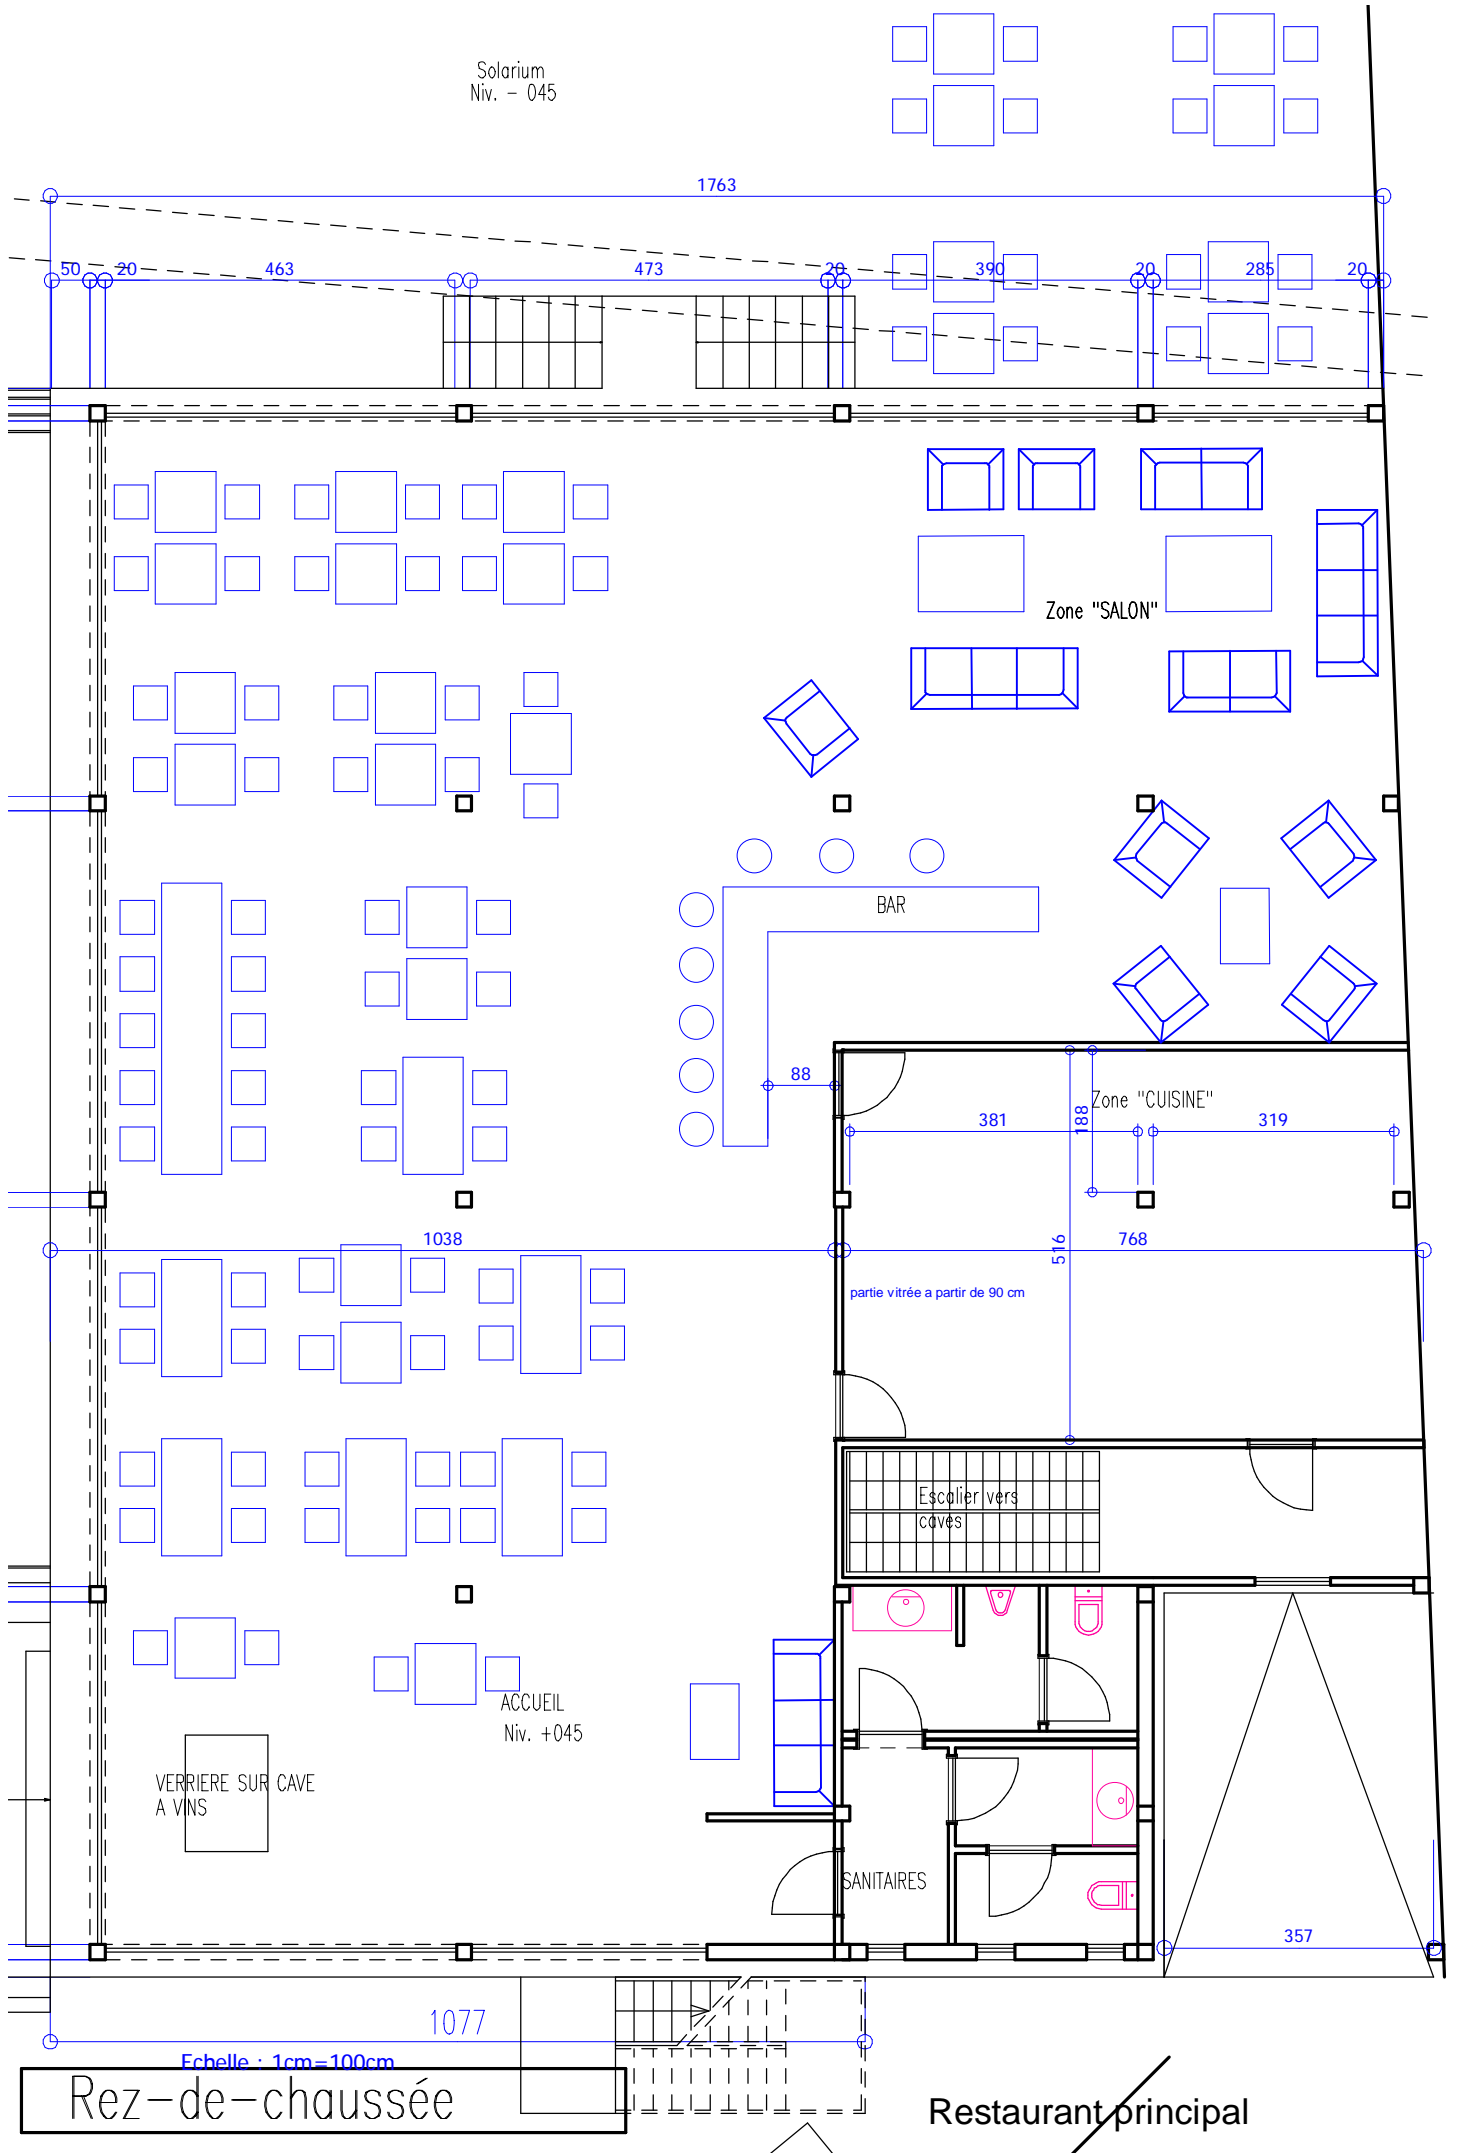 Solarium
Niv. - 045
1763
50 20 463 473 20 390 20 285 20
Zone "SALON"
BAR
88
Zone "CUISINE"
188
381 319
1038 516 768
partie vitrée a partir de 90 cm
Escalier vers
caves
ACCUEIL
Niv. +045
VERRIERE SUR CAVE
A VINS
SANITAIRES
357
1077
Echelle : 1cm=100cm
Rez-de-chaussée
Restaurant principal